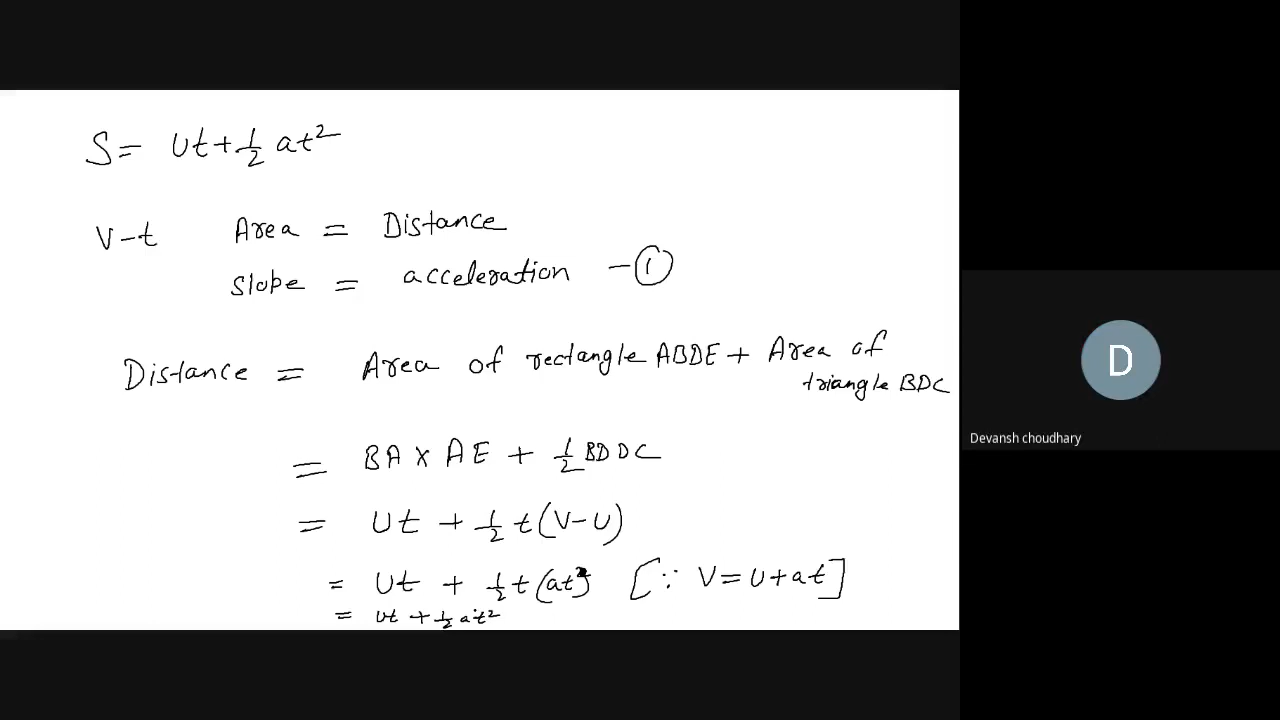 S = ut + 1/2 at²
V-t Area = Distance
Slope = acceleration - ①
Distance = Area of rectangle ABDE + Area of
triangle BDC
= BA × AE + 1/2 BD DC
= ut + 1/2 t (V-U)
= ut + 1/2 t (at) [∵ V = U + at]
= ut + 1/2 at²
D
Devansh choudhary